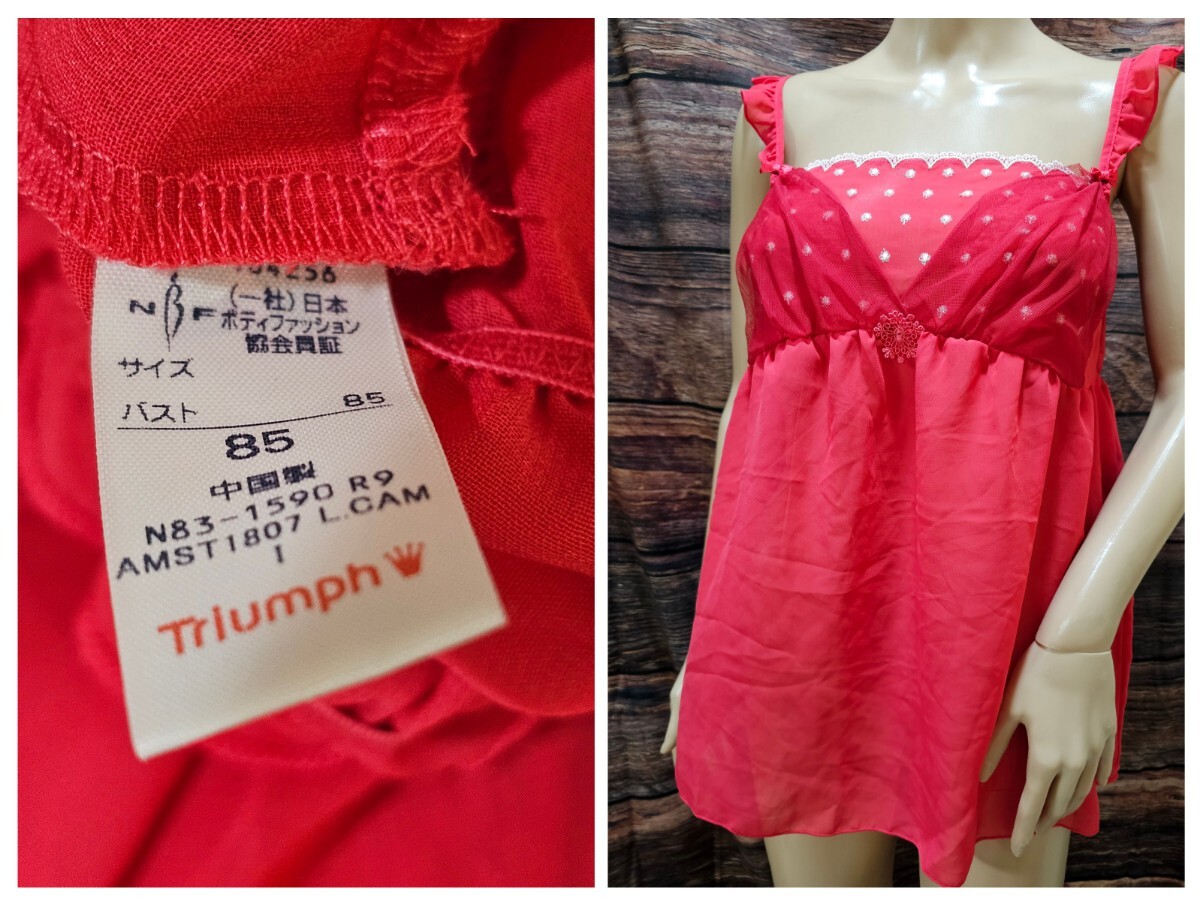 N F (一社)日本
ボディファッション
協会会員証
サイズ
バスト 85
85
中国製
N83-1590 R9
AMST1807 L.CAM
I
Triumph